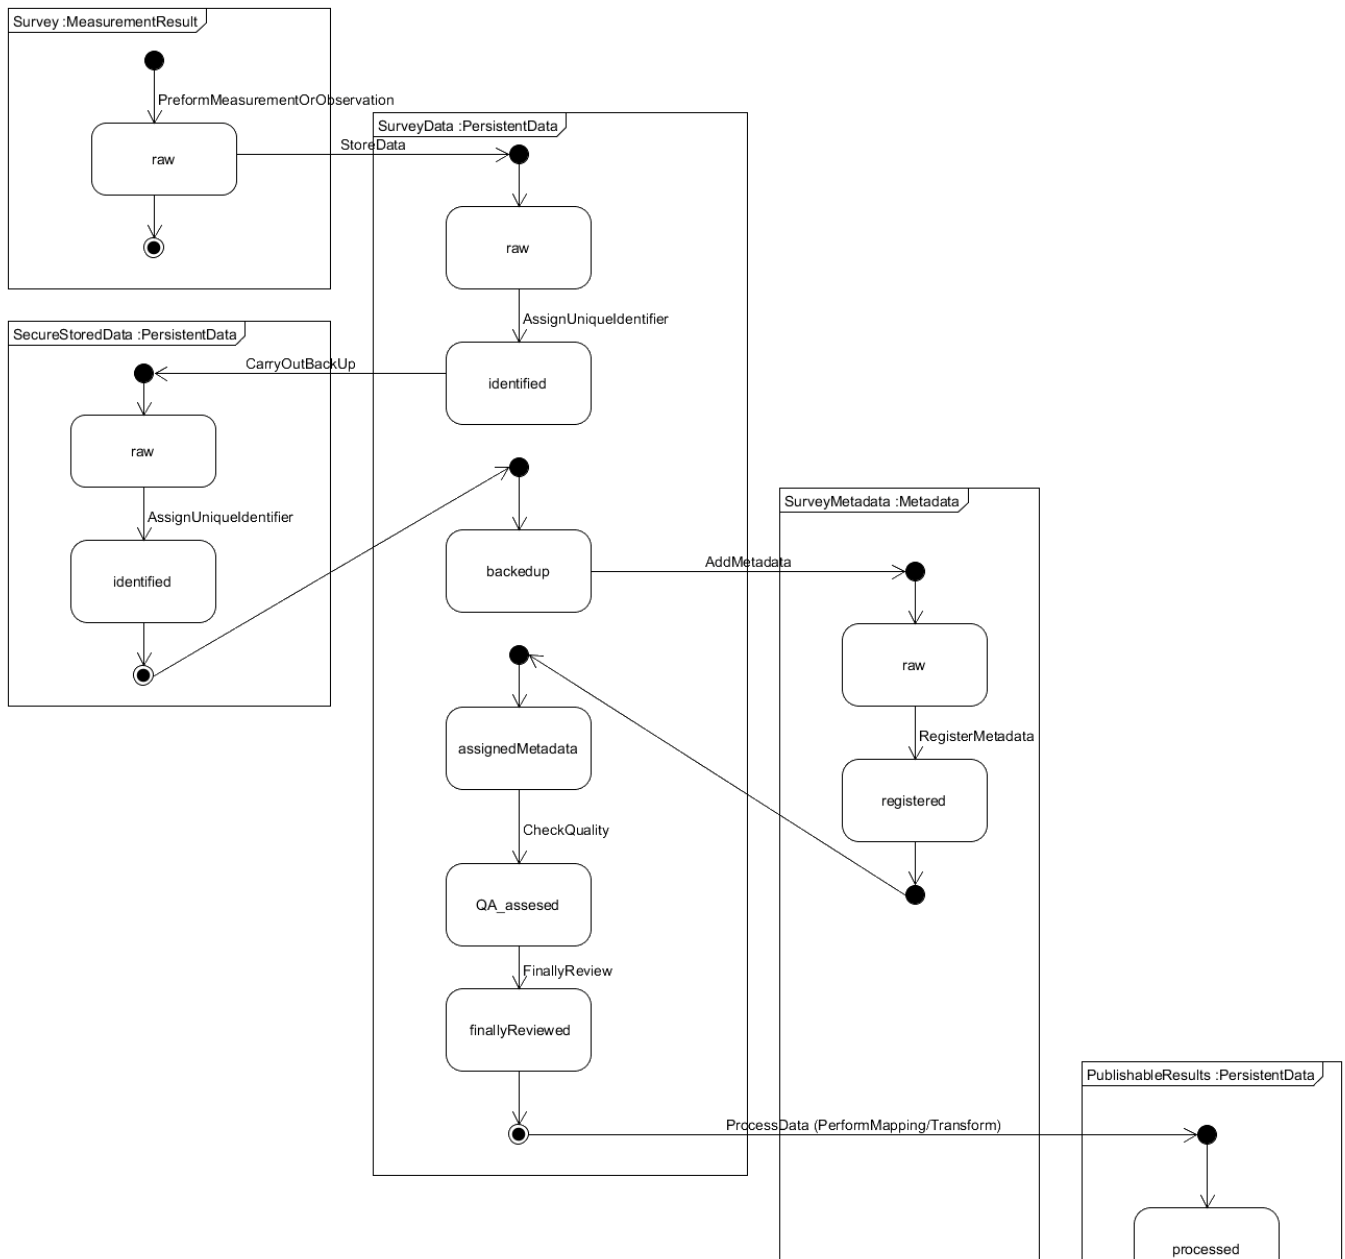 Survey :MeasurementResult
PreformMeasurementOrObservation
raw
SurveyData :PersistentData
StoreData
raw
AssignUniqueIdentifier
identified
SecureStoredData :PersistentData
CarryOutBackUp
raw
AssignUniqueIdentifier
identified
backedup
SurveyMetadata :Metadata
AddMetadata
raw
RegisterMetadata
registered
assignedMetadata
CheckQuality
QA_assesed
FinallyReview
finallyReviewed
ProcessData (PerformMapping/Transform)
PublishableResults :PersistentData
processed